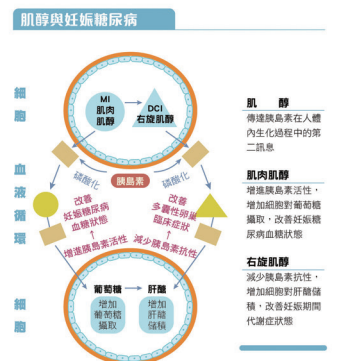 肌醇與妊娠糖尿病
細胞
MI
肌肉
肌醇
DCI
右旋肌醇
血液循環
磷酸化
胰島素
磷酸化
改善
妊娠糖尿病
血糖狀態
改善
多囊性卵巢
臨床症狀
增進胰島素活性
減少胰島素抗性
細胞
葡萄糖
肝醣
增加
葡萄糖
攝取
增加
肝醣
儲積
肌醇
傳達胰島素在人體
內生化過程中的第
二訊息
肌肉肌醇
增進胰島素活性，
增加細胞對葡萄糖
攝取，改善妊娠糖
尿病血糖狀態
右旋肌醇
減少胰島素抗性，
增加細胞對肝醣儲
積，改善妊娠期間
代謝症狀態